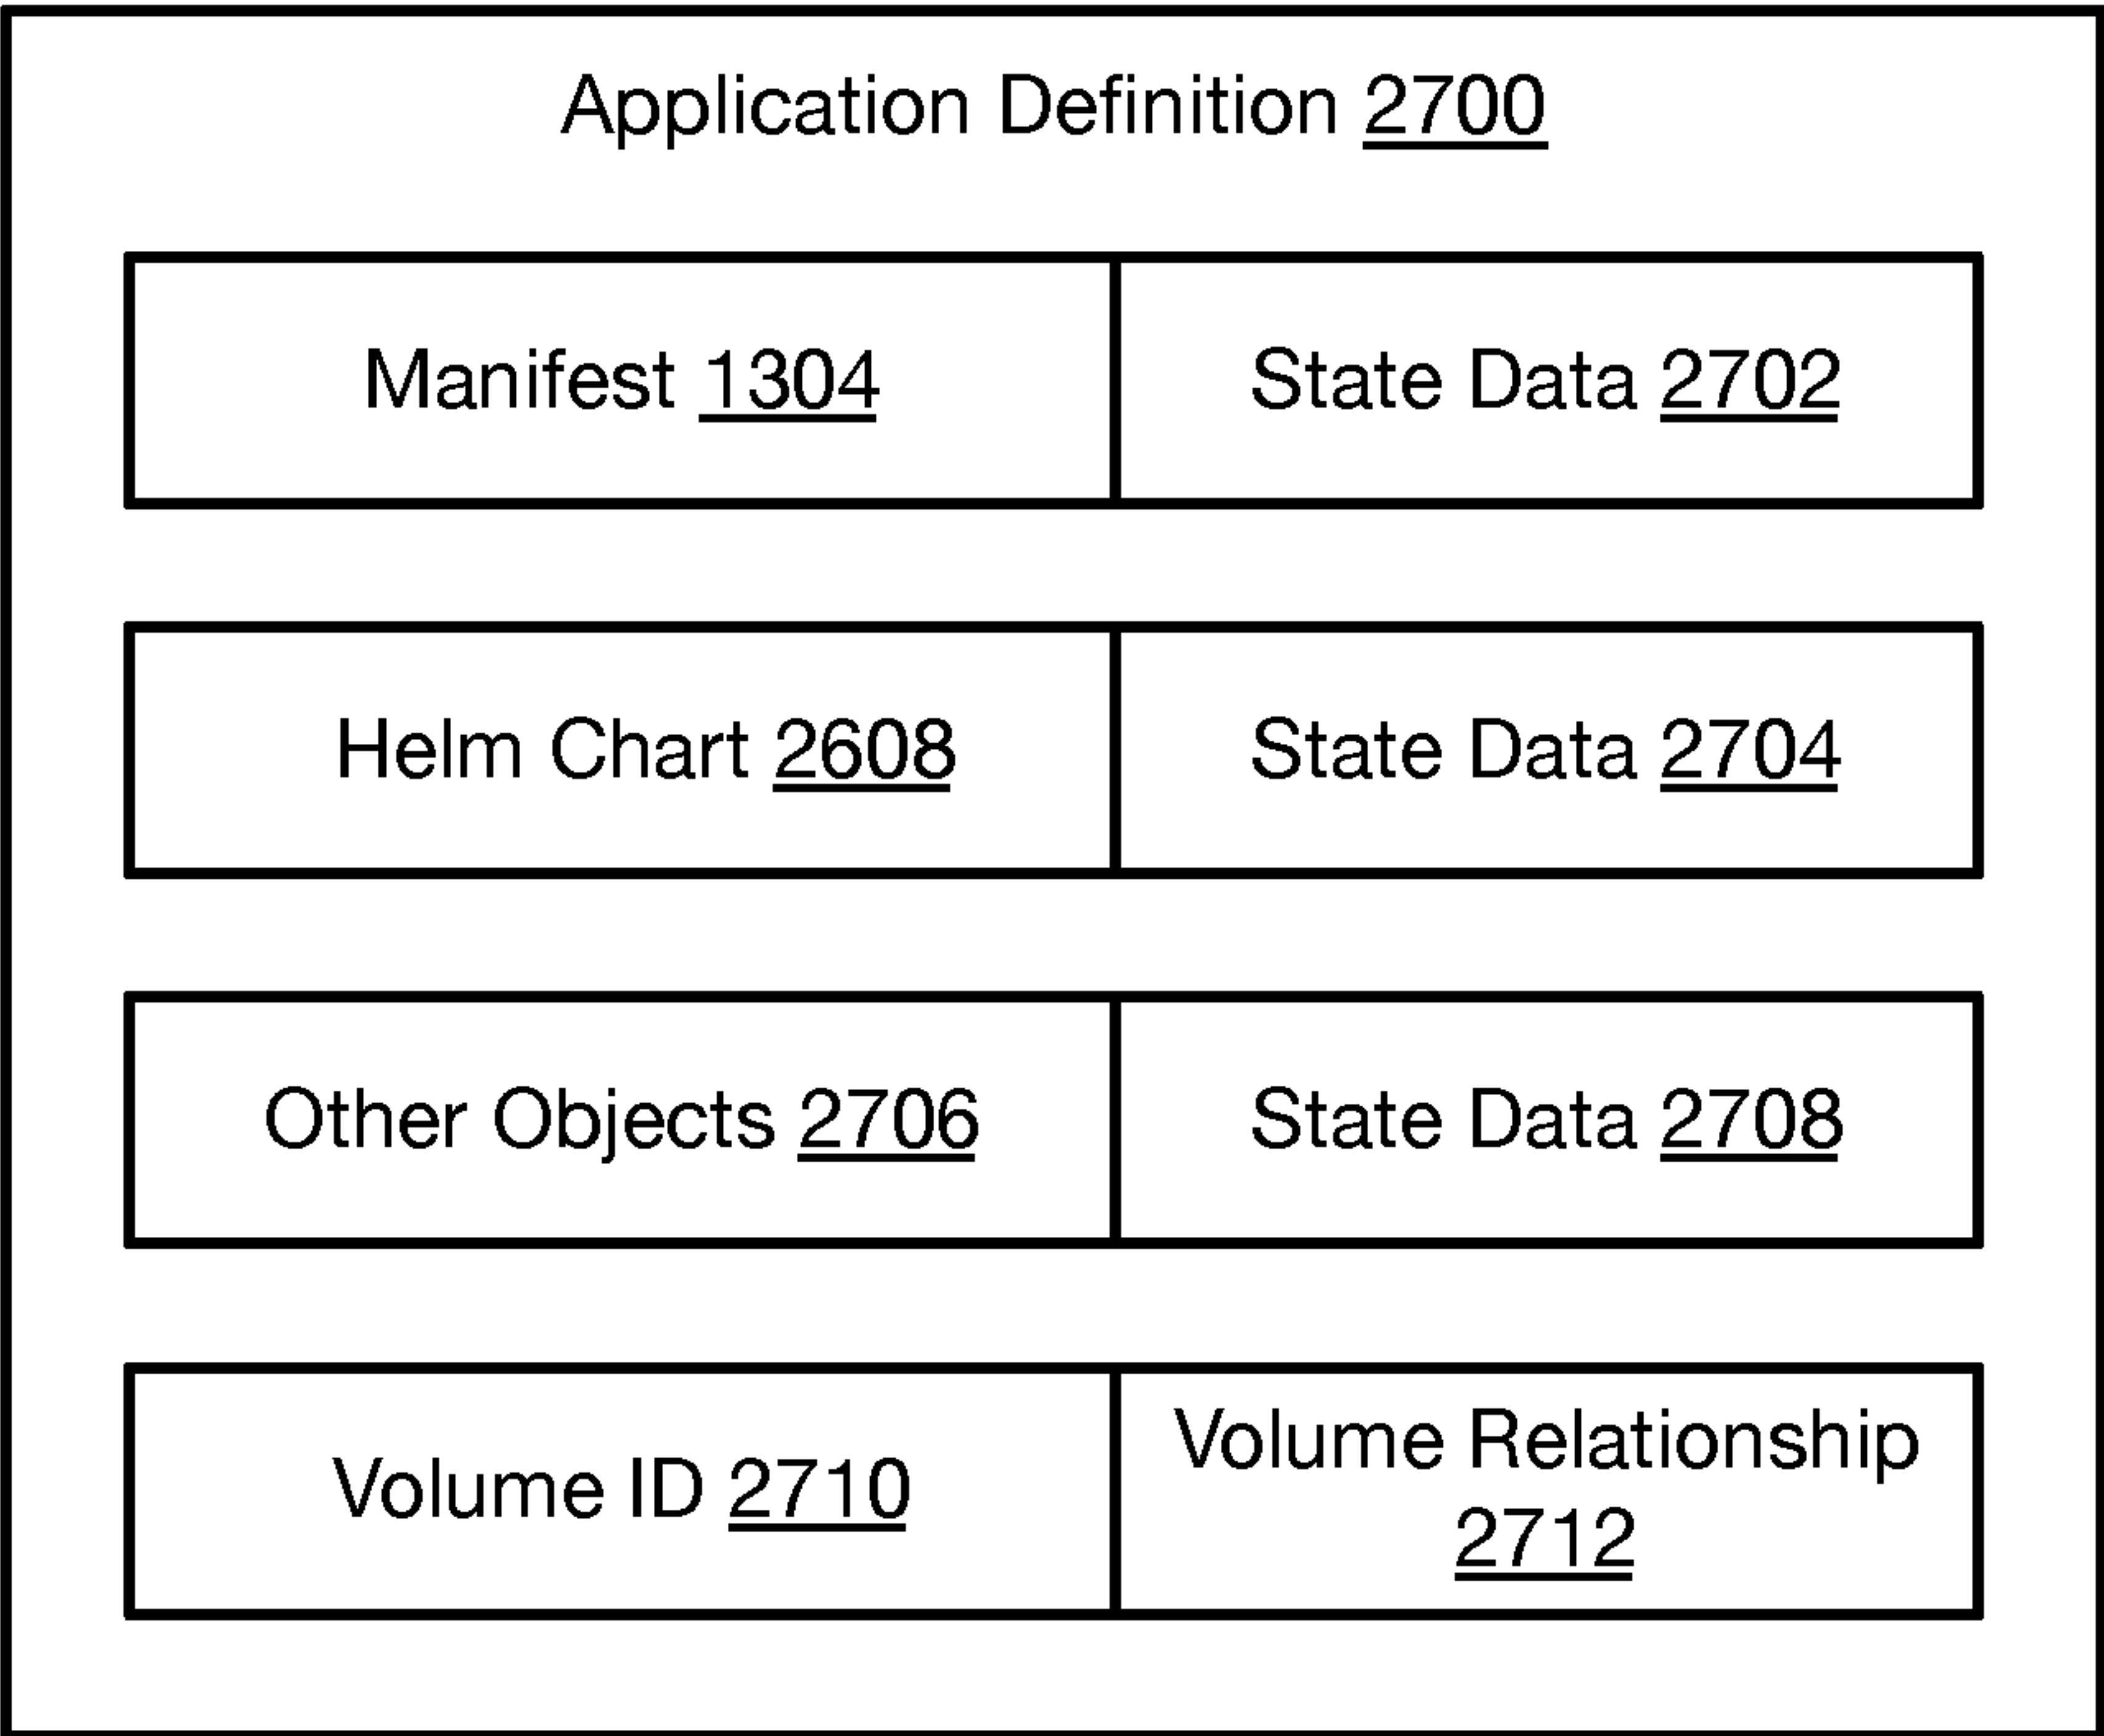 Application Definition 2700
Manifest 1304
State Data 2702
Helm Chart 2608
State Data 2704
Other Objects 2706
State Data 2708
Volume ID 2710
Volume Relationship
2712